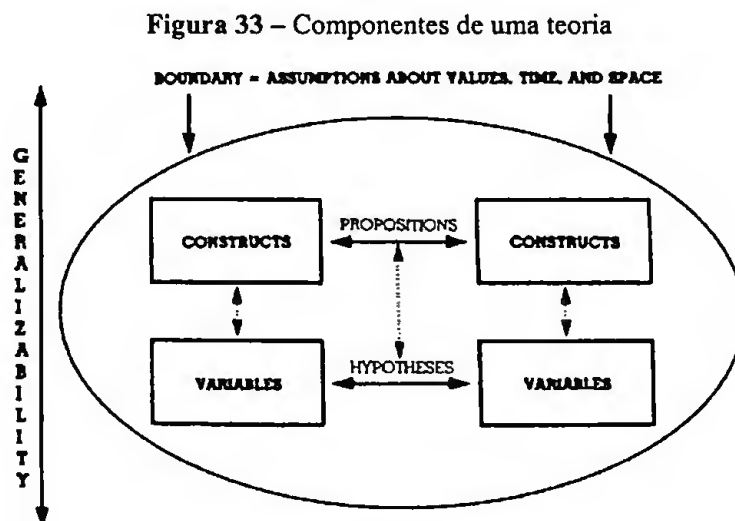 Figura 33 – Componentes de uma teoria
BOUNDARY = ASSUMPTIONS ABOUT VALUES, TIME, AND SPACE
GENERALIZABILITY
CONSTRUCTS
PROPOSITIONS
CONSTRUCTS
VARIABLES
HYPOTHESES
VARIABLES